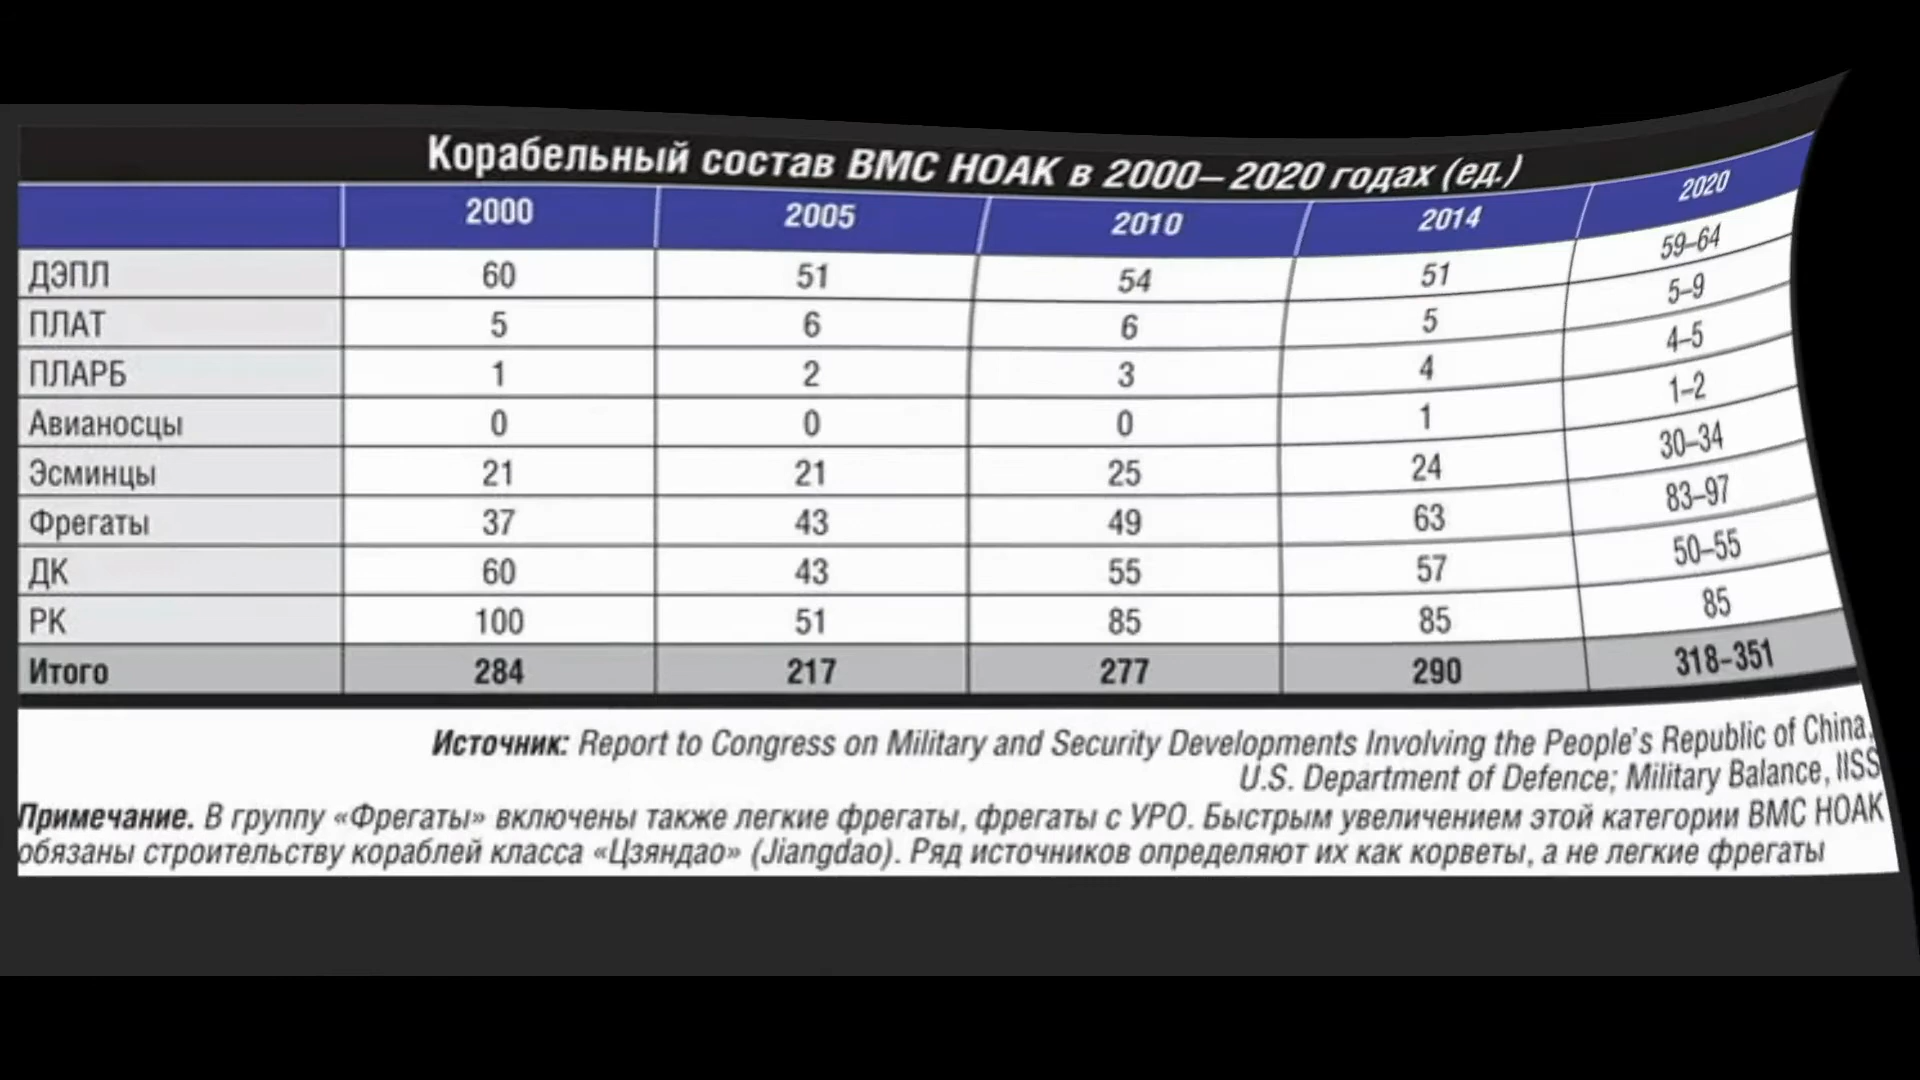 Корабельный состав ВМС НОАК в 2000–2020 годах (ед.)
2000 2005 2010 2014 2020
ДЭПЛ 60 51 54 51 59–64
ПЛАТ 5 6 6 5 5–9
ПЛАРБ 1 2 3 4 4–5
Авианосцы 0 0 0 1 1–2
Эсминцы 21 21 25 24 30–34
Фрегаты 37 43 49 63 83–97
ДК 60 43 55 57 50–55
РК 100 51 85 85 85
Итого 284 217 277 290 318–351
Источник: Report to Congress on Military and Security Developments Involving the People's Republic of China,
U.S. Department of Defence; Military Balance, IISS
Примечание. В группу «Фрегаты» включены также легкие фрегаты, фрегаты с УРО. Быстрым увеличением этой категории ВМС НОАК
обязаны строительству кораблей класса «Цзяндао» (Jiangdao). Ряд источников определяют их как корветы, а не легкие фрегаты